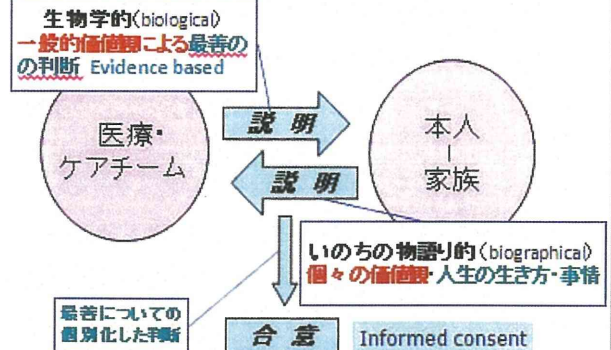 生物学的(biological)
一般的価値観による最善の
の判断 Evidence based
医療・
ケアチーム
説 明
本人
家族
説 明
いのちの物語り的(biographical)
個々の価値観・人生の生き方・事情
最善についての
個別化した判断
合 意
Informed consent